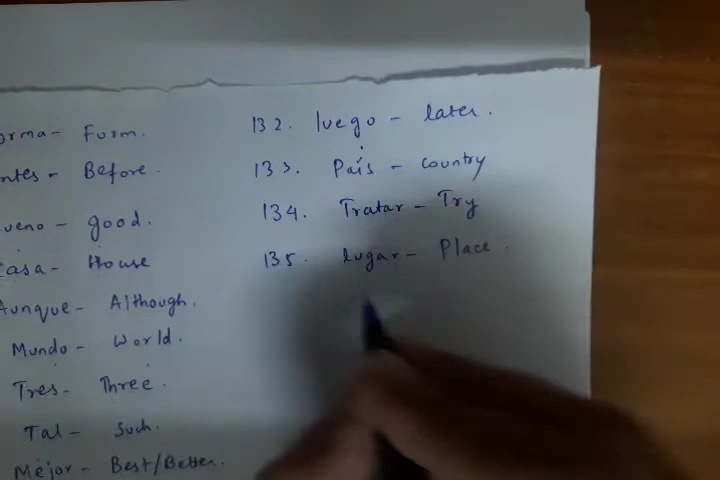 orma- Form.
ntes- Before.
ueno- good.
Casa- House
Aunque- Although.
Mundo- World.
Tres- Three.
Tal- Such.
Mejor- Best/Better.
132. luego- later.
133. País- country
134. Tratar- Try
135. lugar- Place.